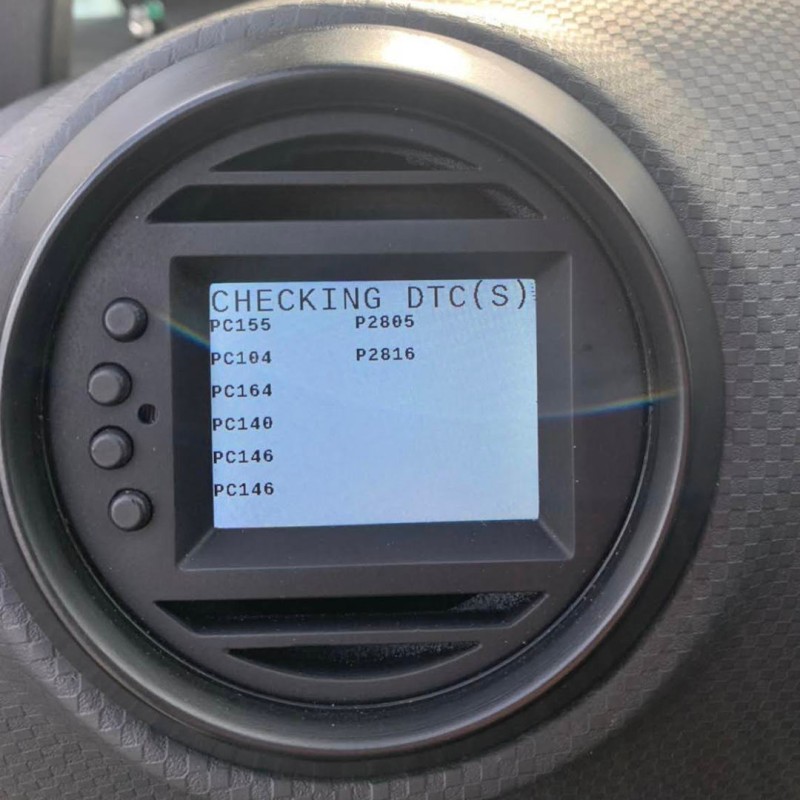 CHECKING DTC(S)
PC155 P2805
PC104 P2816
PC164
PC140
PC146
PC146